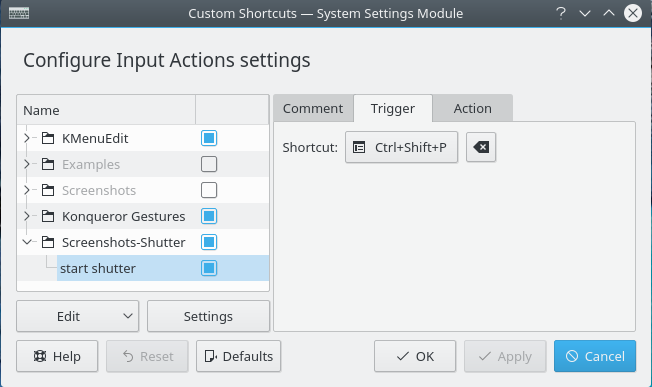 Custom Shortcuts — System Settings Module
Configure Input Actions settings
Name
KMenuEdit
Examples
Screenshots
Konqueror Gestures
Screenshots-Shutter
start shutter
Edit
Settings
Comment
Trigger
Action
Shortcut:
Ctrl+Shift+P
Help
Reset
Defaults
OK
Apply
Cancel